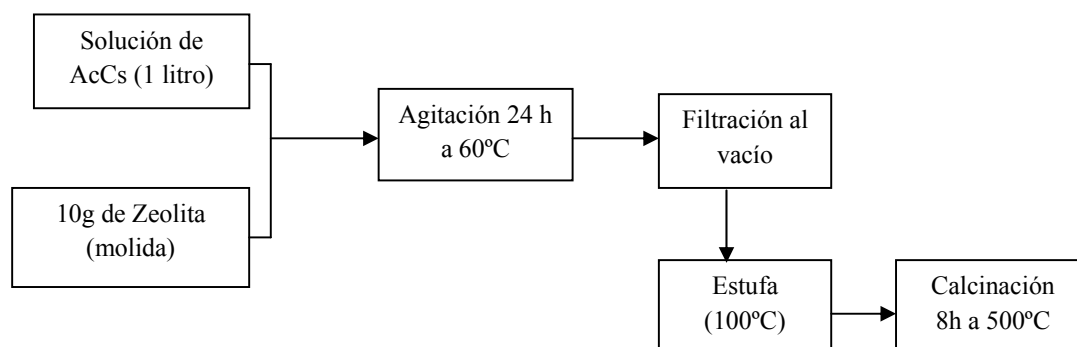 Solución de
AcCs (1 litro)
10g de Zeolita
(molida)
Agitación 24 h
a 60ºC
Filtración al
vacío
Estufa
(100ºC)
Calcinación
8h a 500ºC